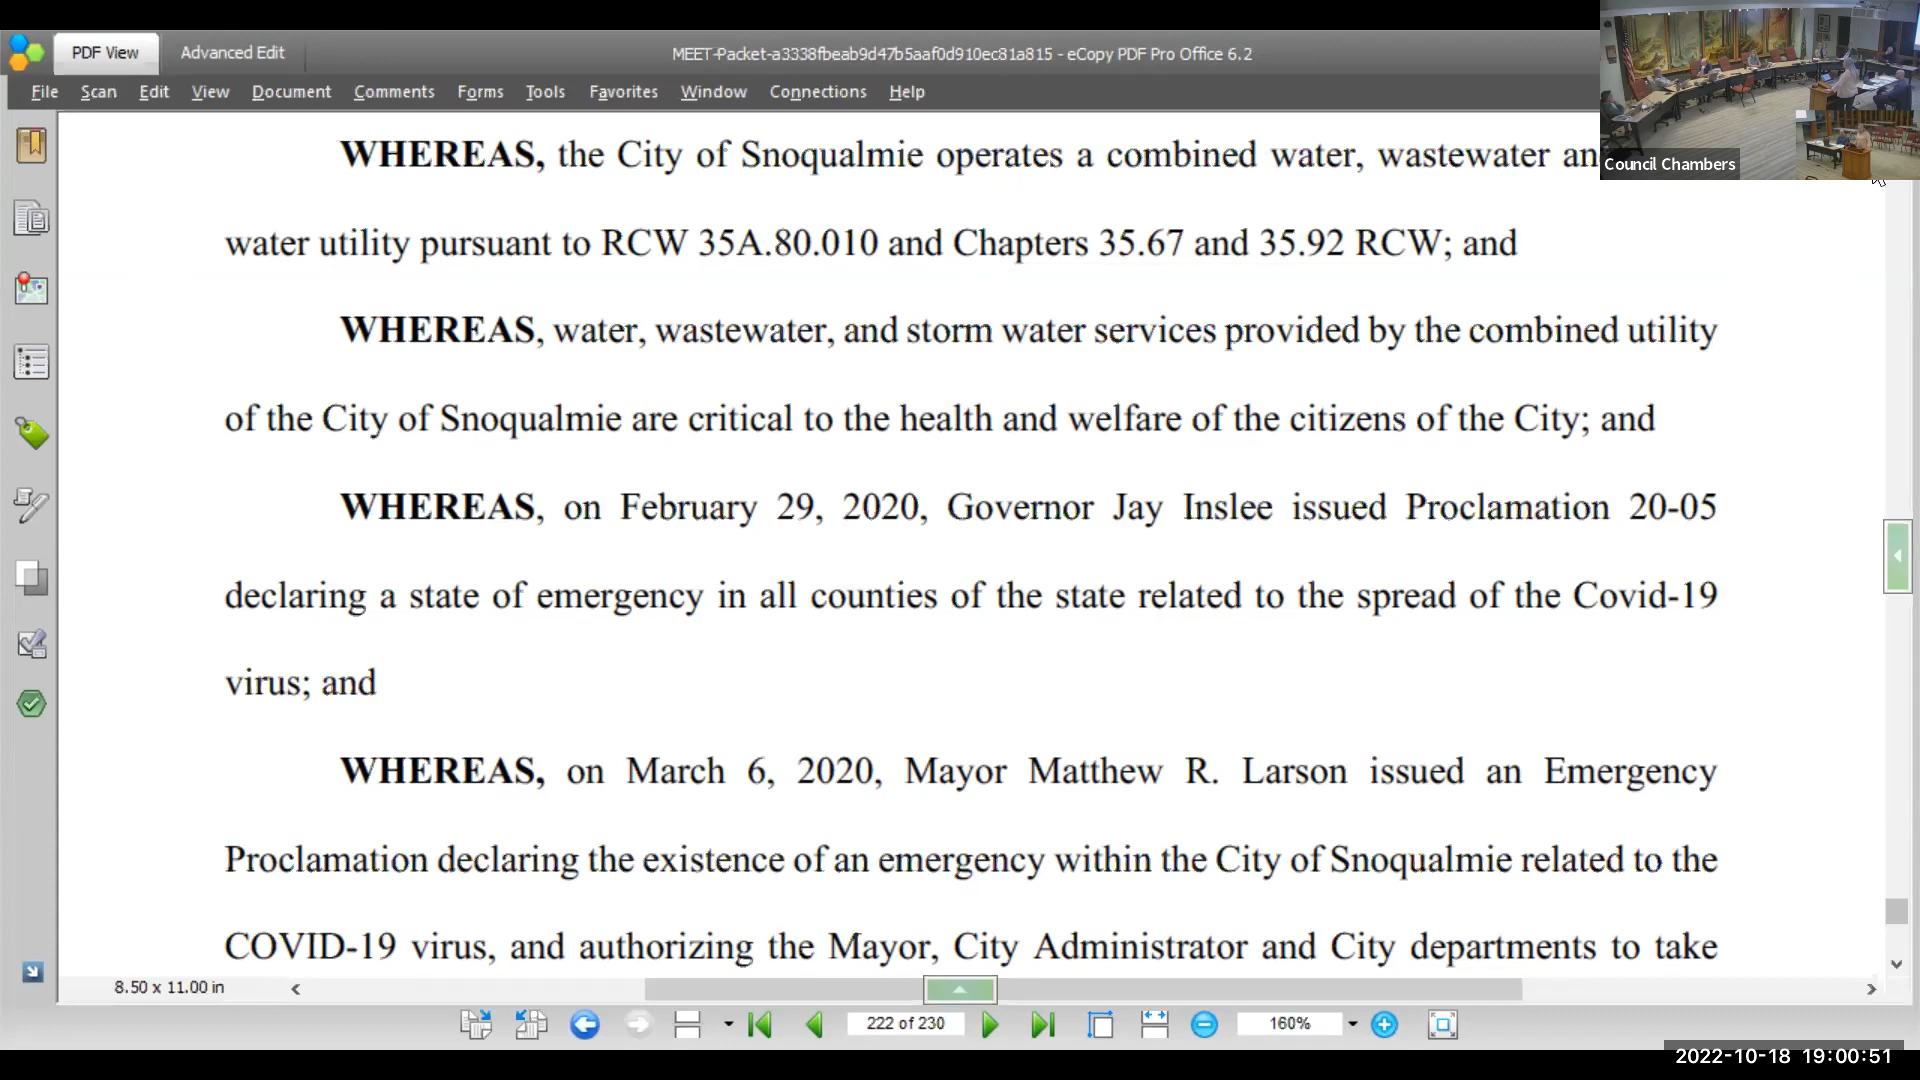 PDF View
Advanced Edit
MEET-Packet-a3338fbeab9d47b5aaf0d910ec81a815 - eCopy PDF Pro Office 6.2
File Scan Edit View Document Comments Forms Tools Favorites Window Connections Help
Council Chambers
WHEREAS, the City of Snoqualmie operates a combined water, wastewater an
water utility pursuant to RCW 35A.80.010 and Chapters 35.67 and 35.92 RCW; and
WHEREAS, water, wastewater, and storm water services provided by the combined utility
of the City of Snoqualmie are critical to the health and welfare of the citizens of the City; and
WHEREAS, on February 29, 2020, Governor Jay Inslee issued Proclamation 20-05
declaring a state of emergency in all counties of the state related to the spread of the Covid-19
virus; and
WHEREAS, on March 6, 2020, Mayor Matthew R. Larson issued an Emergency
Proclamation declaring the existence of an emergency within the City of Snoqualmie related to the
COVID-19 virus, and authorizing the Mayor, City Administrator and City departments to take
8.50 x 11.00 in
222 of 230
160%
2022-10-18 19:00:51